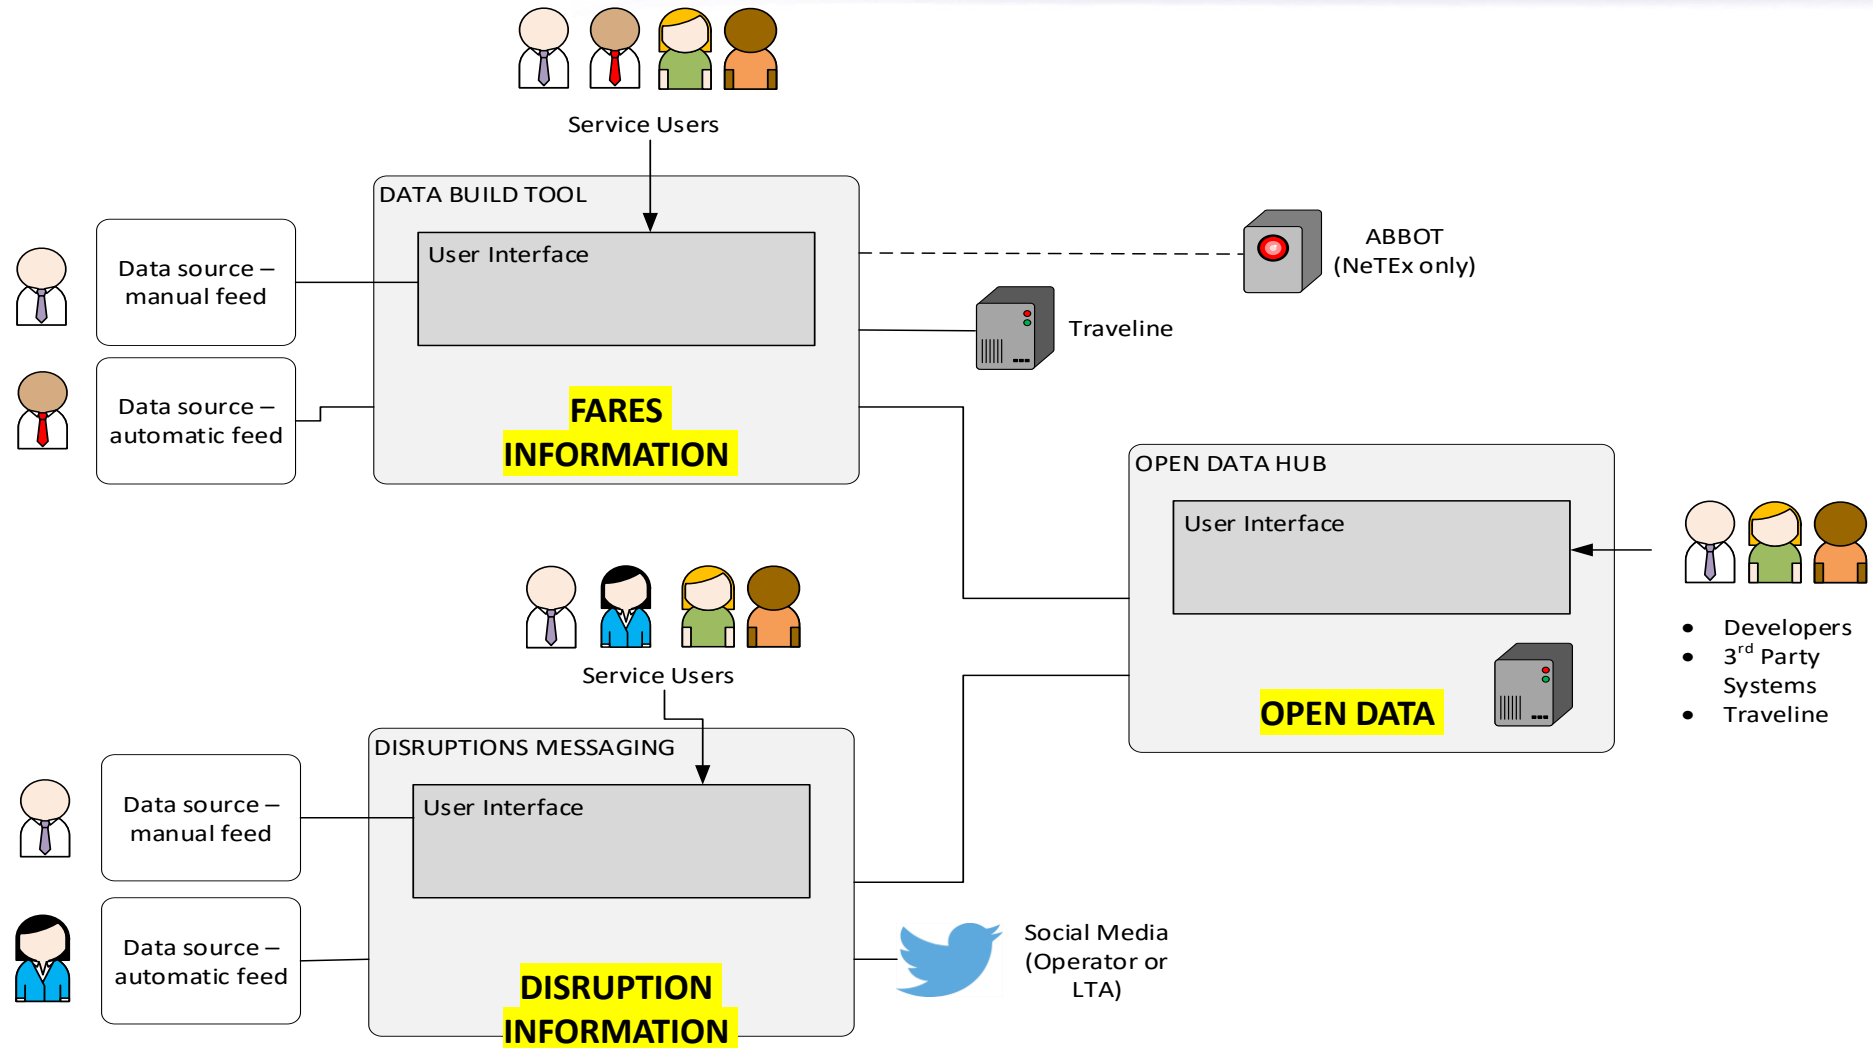 Service Users
DATA BUILD TOOL
User Interface
Data source –
manual feed
Data source –
automatic feed
FARES
INFORMATION
ABBOT
(NeTEx only)
Traveline
OPEN DATA HUB
User Interface
OPEN DATA
• Developers
• 3rd Party
Systems
• Traveline
Service Users
DISRUPTIONS MESSAGING
User Interface
Data source –
manual feed
Data source –
automatic feed
DISRUPTION
INFORMATION
Social Media
(Operator or
LTA)